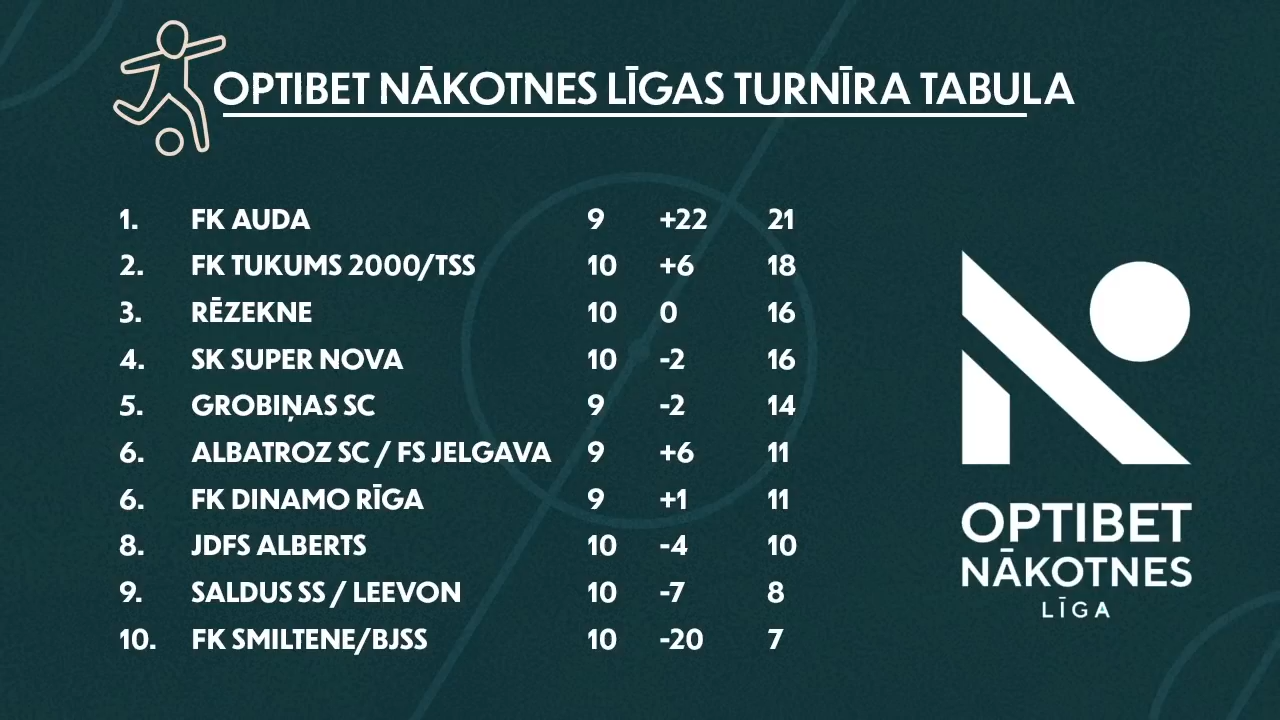 OPTIBET NĀKOTNES LĪGAS TURNĪRA TABULA
1. FK AUDA 9 +22 21
2. FK TUKUMS 2000/TSS 10 +6 18
3. RĒZEKNE 10 0 16
4. SK SUPER NOVA 10 -2 16
5. GROBIŅAS SC 9 -2 14
6. ALBATROZ SC / FS JELGAVA 9 +6 11
6. FK DINAMO RĪGA 9 +1 11
8. JDFS ALBERTS 10 -4 10
9. SALDUS SS / LEEVON 10 -7 8
10. FK SMILTENE/BJSS 10 -20 7
OPTIBET
NĀKOTNES
LĪGA